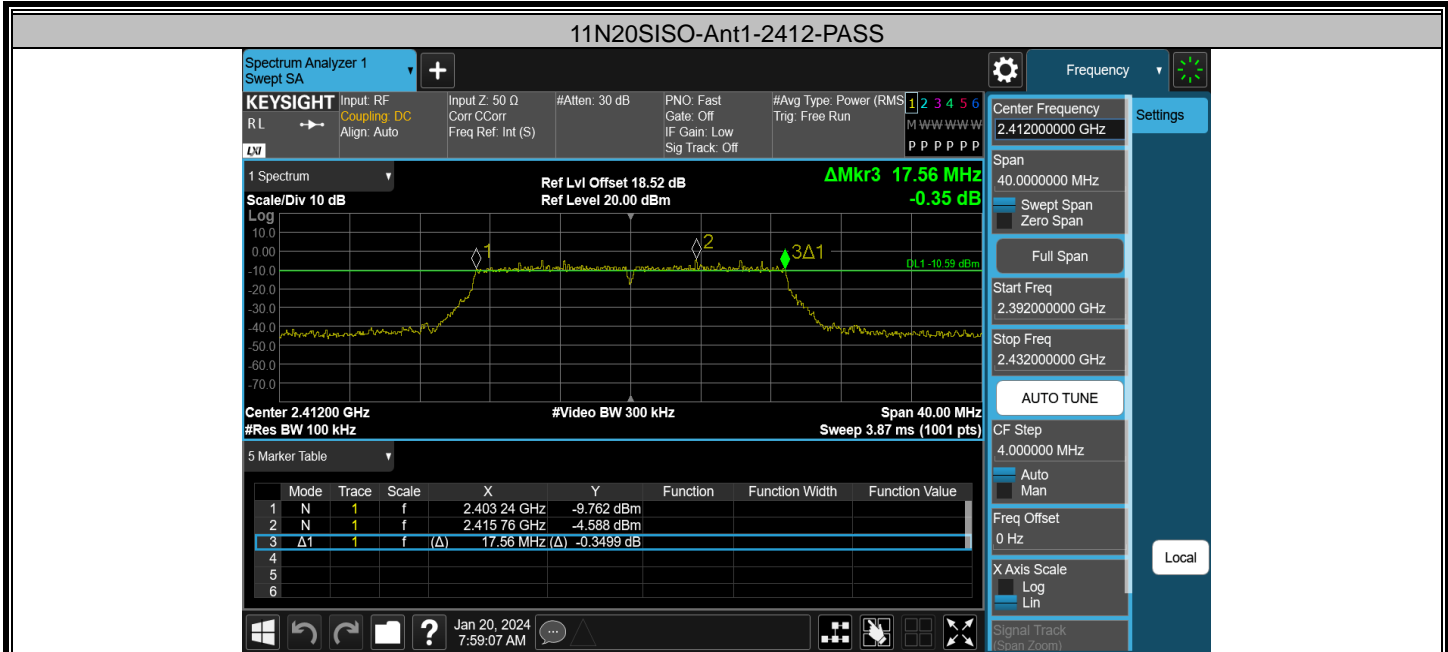 11N20SISO-Ant1-2412-PASS
Spectrum Analyzer 1
Swept SA
+
Frequency
KEYSIGHT Input: RF Input Z: 50 Ω #Atten: 30 dB PNO: Fast #Avg Type: Power (RMS 1 2 3 4 5 6
RL Coupling: DC Corr CCorr Gate: Off Trig: Free Run M W W W W W
Align: Auto Freq Ref: Int (S) IF Gain: Low
LXI Sig Track: Off P P P P P P
Center Frequency
2.412000000 GHz
Settings
Span
40.0000000 MHz
Swept Span
Zero Span
Full Span
Start Freq
2.392000000 GHz
Stop Freq
2.432000000 GHz
AUTO TUNE
CF Step
4.000000 MHz
Auto
Man
Freq Offset
0 Hz
X Axis Scale
Log
Lin
Signal Track
(Span Zoom)
Local
1 Spectrum
Scale/Div 10 dB
Ref Lvl Offset 18.52 dB
Ref Level 20.00 dBm
ΔMkr3 17.56 MHz
-0.35 dB
Log
10.0
0.00
-10.0
-20.0
-30.0
-40.0
-50.0
-60.0
-70.0
1
2
3Δ1
DL1 -10.59 dBm
Center 2.41200 GHz #Video BW 300 kHz Span 40.00 MHz
#Res BW 100 kHz Sweep 3.87 ms (1001 pts)
5 Marker Table
Mode Trace Scale X Y Function Function Width Function Value
1 N 1 f 2.403 24 GHz -9.762 dBm
2 N 1 f 2.415 76 GHz -4.588 dBm
3 Δ1 1 f (Δ) 17.56 MHz (Δ) -0.3499 dB
4
5
6
?
Jan 20, 2024
7:59:07 AM